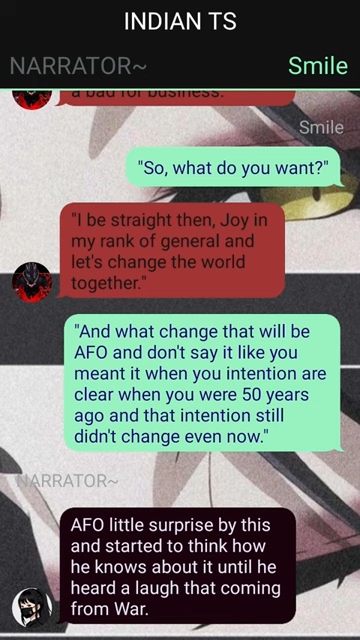 INDIAN TS
NARRATOR~
Smile
a bad for business."
Smile
"So, what do you want?"
"I be straight then, Joy in
my rank of general and
let's change the world
together."
"And what change that will be
AFO and don't say it like you
meant it when you intention are
clear when you were 50 years
ago and that intention still
didn't change even now."
NARRATOR~
AFO little surprise by this
and started to think how
he knows about it until he
heard a laugh that coming
from War.